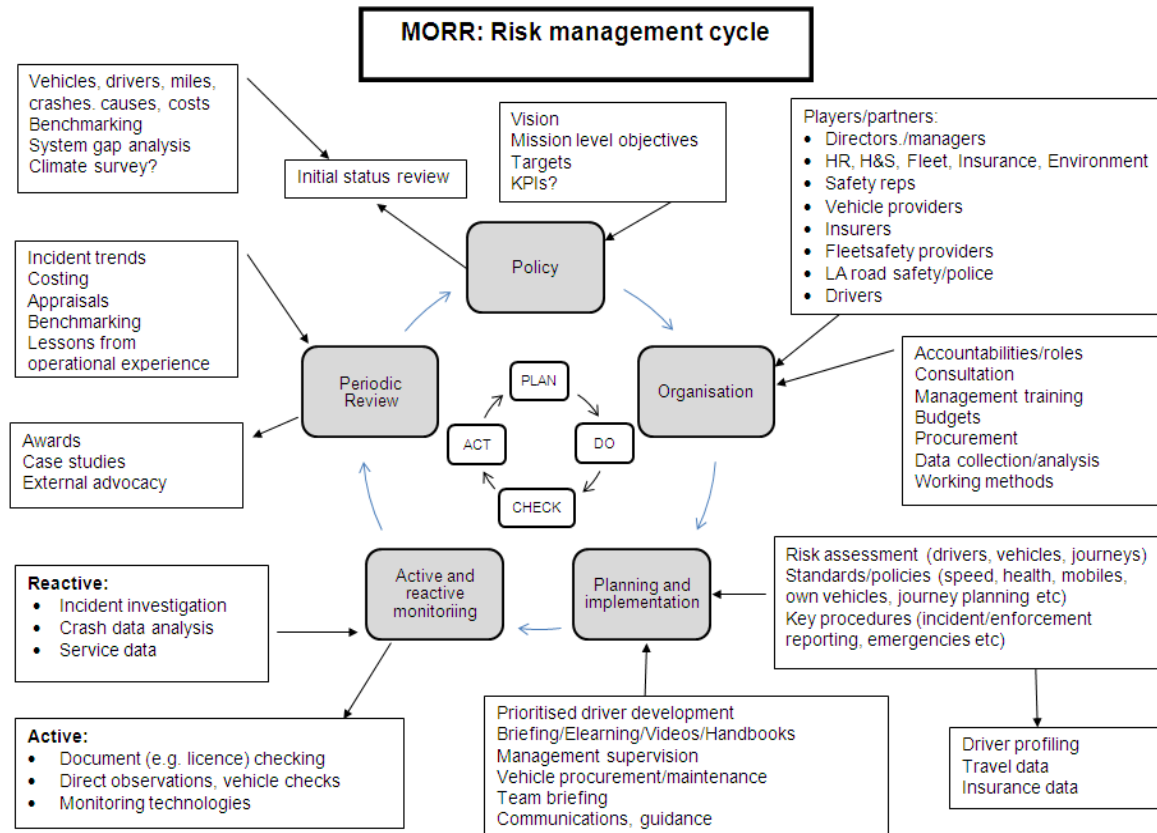 MORR: Risk management cycle
Vehicles, drivers, miles,
crashes. causes, costs
Benchmarking
System gap analysis
Climate survey?
Initial status review
Vision
Mission level objectives
Targets
KPIs?
Players/partners:
• Directors./managers
• HR, H&S, Fleet, Insurance, Environment
• Safety reps
• Vehicle providers
• Insurers
• Fleetsafety providers
• LA road safety/police
• Drivers
Policy
Incident trends
Costing
Appraisals
Benchmarking
Lessons from
operational experience
Periodic
Review
PLAN
DO
CHECK
ACT
Organisation
Accountabilities/roles
Consultation
Management training
Budgets
Procurement
Data collection/analysis
Working methods
Awards
Case studies
External advocacy
Active and
reactive
monitoriing
Planning and
implementation
Risk assessment (drivers, vehicles, journeys)
Standards/policies (speed, health, mobiles,
own vehicles, journey planning etc)
Key procedures (incident/enforcement
reporting, emergencies etc)
Reactive:
• Incident investigation
• Crash data analysis
• Service data
Active:
• Document (e.g. licence) checking
• Direct observations, vehicle checks
• Monitoring technologies
Prioritised driver development
Briefing/Elearning/Videos/Handbooks
Management supervision
Vehicle procurement/maintenance
Team briefing
Communications, guidance
Driver profiling
Travel data
Insurance data